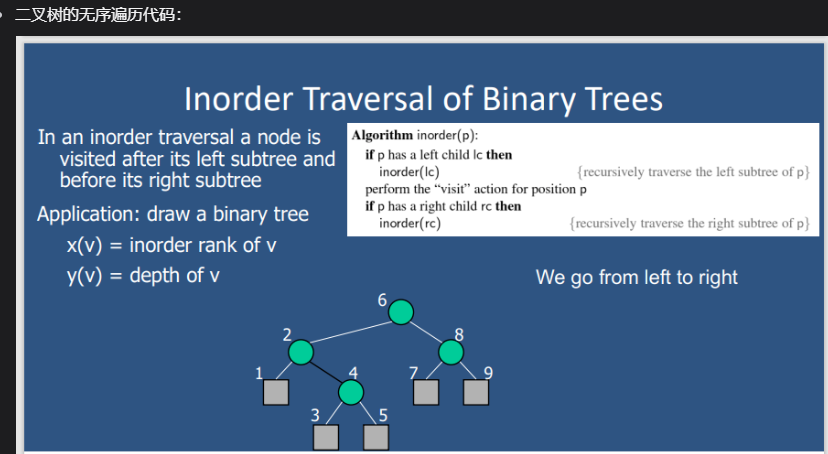 二叉树的无序遍历代码：
Inorder Traversal of Binary Trees
In an inorder traversal a node is
visited after its left subtree and
before its right subtree
Application: draw a binary tree
x(v) = inorder rank of v
y(v) = depth of v
Algorithm inorder(p):
if p has a left child lc then
inorder(lc) {recursively traverse the left subtree of p}
perform the “visit” action for position p
if p has a right child rc then
inorder(rc) {recursively traverse the right subtree of p}
We go from left to right
6
2 8
1 4 7 9
3 5